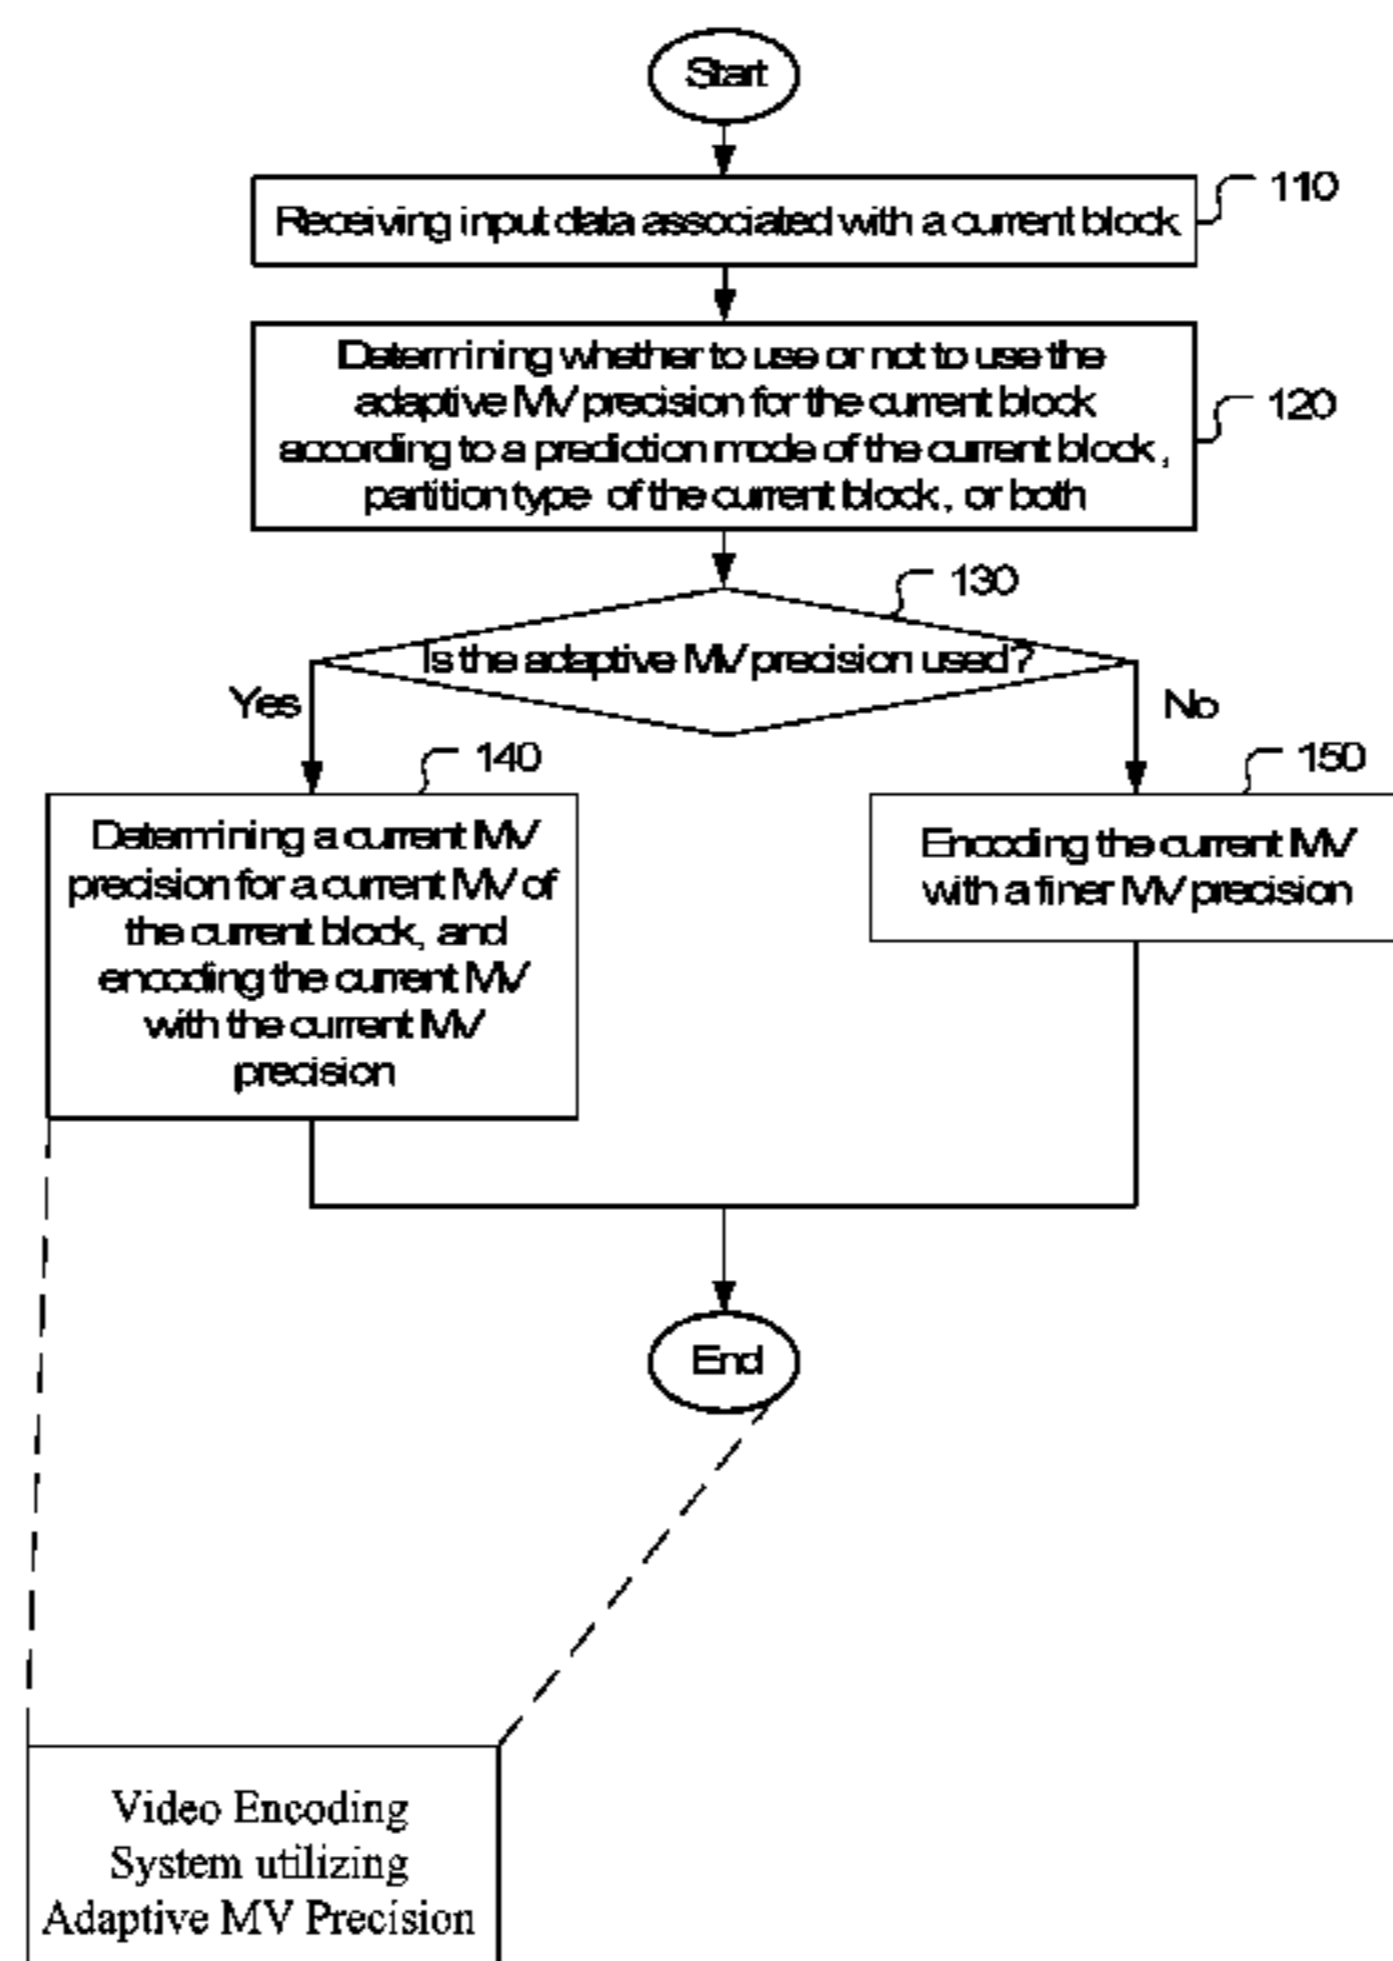 Start
110
Receiving input data associated with a current block
Determining whether to use or not to use the
adaptive MV precision for the current block
according to a prediction mode of the current block,
partition type of the current block, or both
120
130
Is the adaptive MV precision used?
Yes
No
140
150
Determining a current MV
precision for a current MV of
the current block, and
encoding the current MV
with the current MV
precision
Encoding the current MV
with a finer MV precision
End
Video Encoding
System utilizing
Adaptive MV Precision